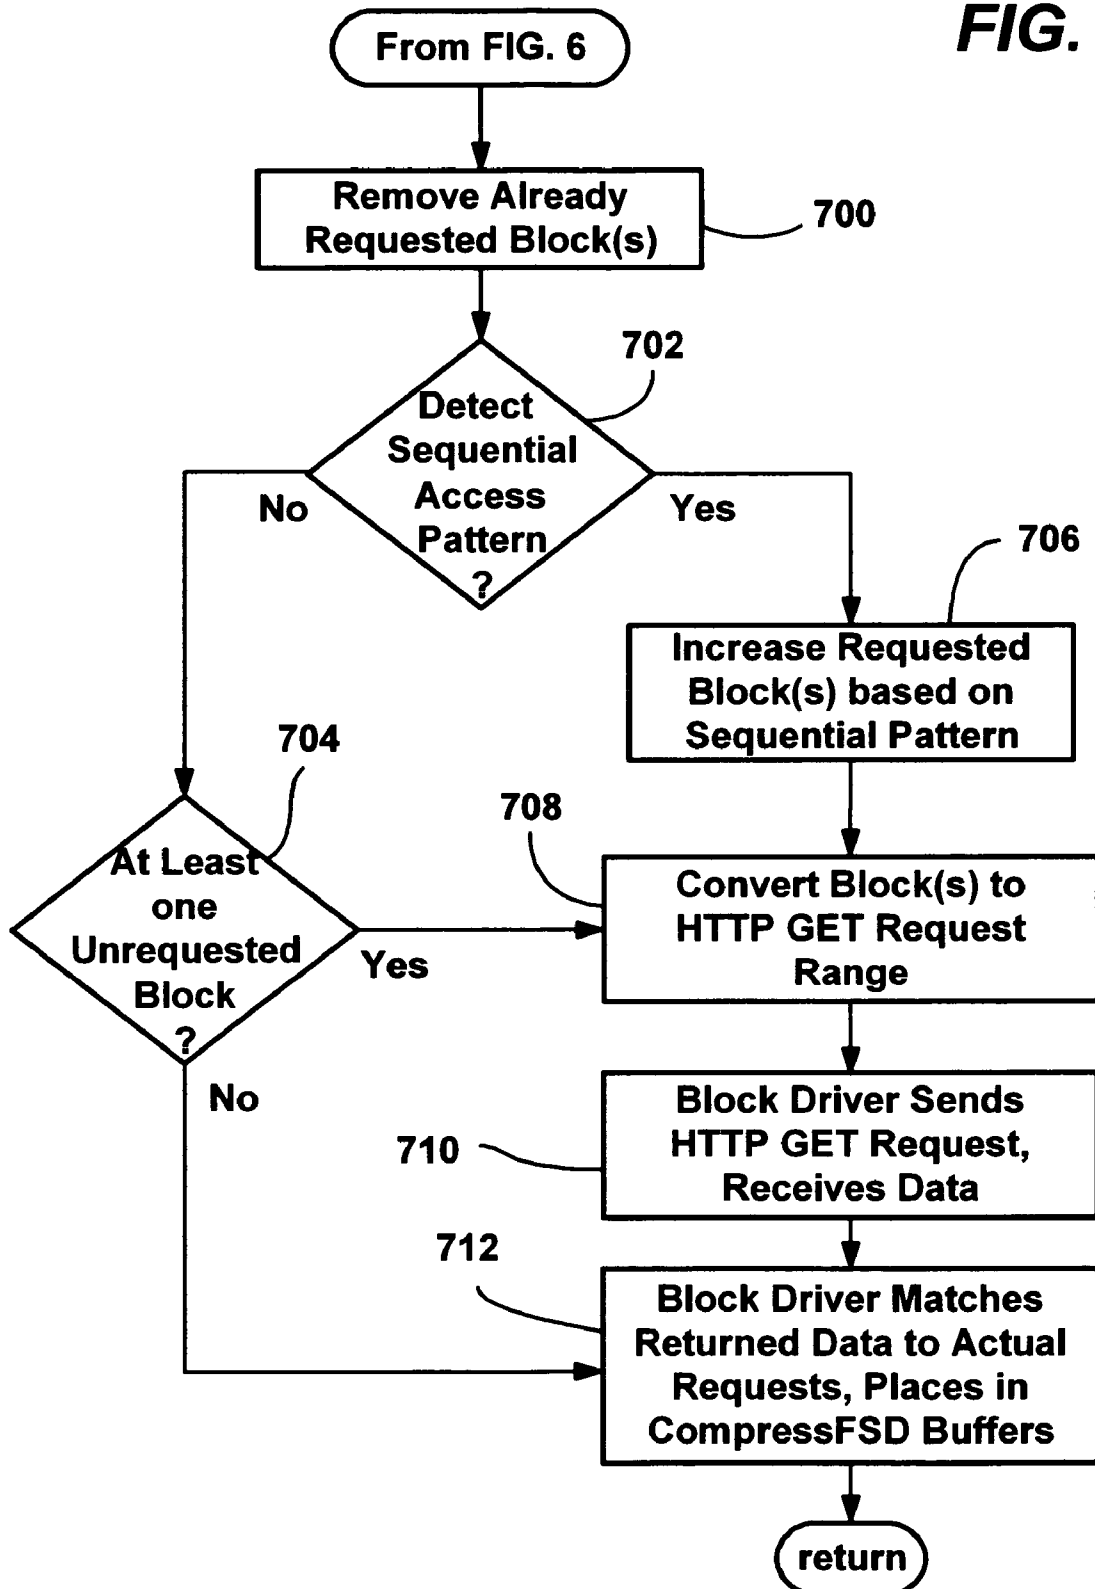 FIG.
From FIG. 6
Remove Already
Requested Block(s)
700
702
Detect
Sequential
Access
Pattern
?
No
Yes
706
Increase Requested
Block(s) based on
Sequential Pattern
704
708
At Least
one
Unrequested
Block
?
Yes
No
Convert Block(s) to
HTTP GET Request
Range
710
Block Driver Sends
HTTP GET Request,
Receives Data
712
Block Driver Matches
Returned Data to Actual
Requests, Places in
CompressFSD Buffers
return